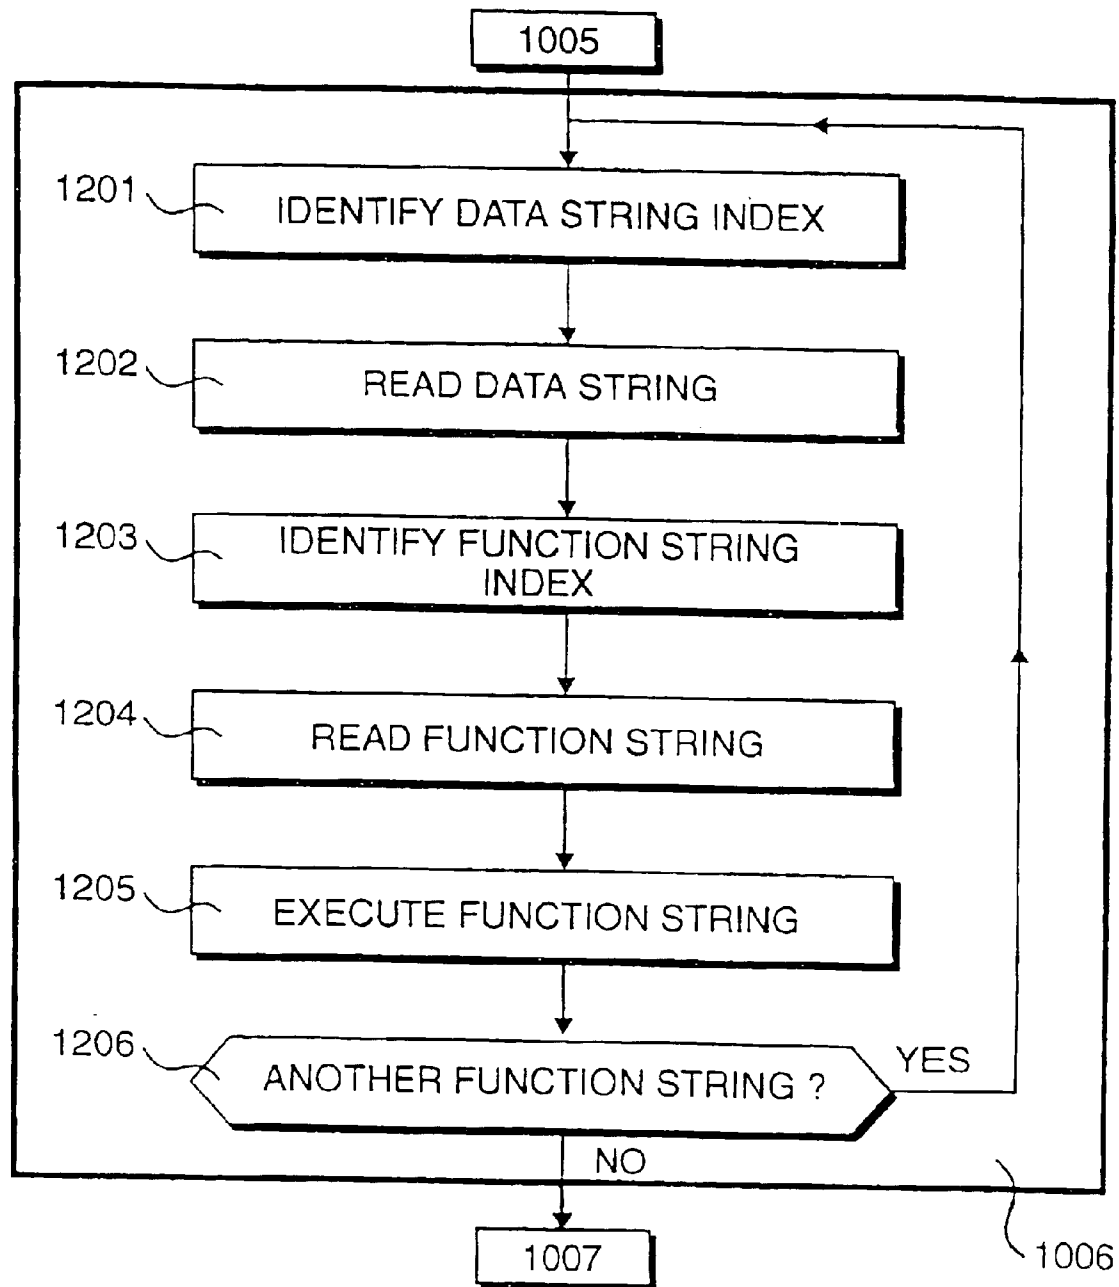 1005
1201
IDENTIFY DATA STRING INDEX
1202
READ DATA STRING
1203
IDENTIFY FUNCTION STRING
INDEX
1204
READ FUNCTION STRING
1205
EXECUTE FUNCTION STRING
1206
ANOTHER FUNCTION STRING ?
YES
NO
1007
1006